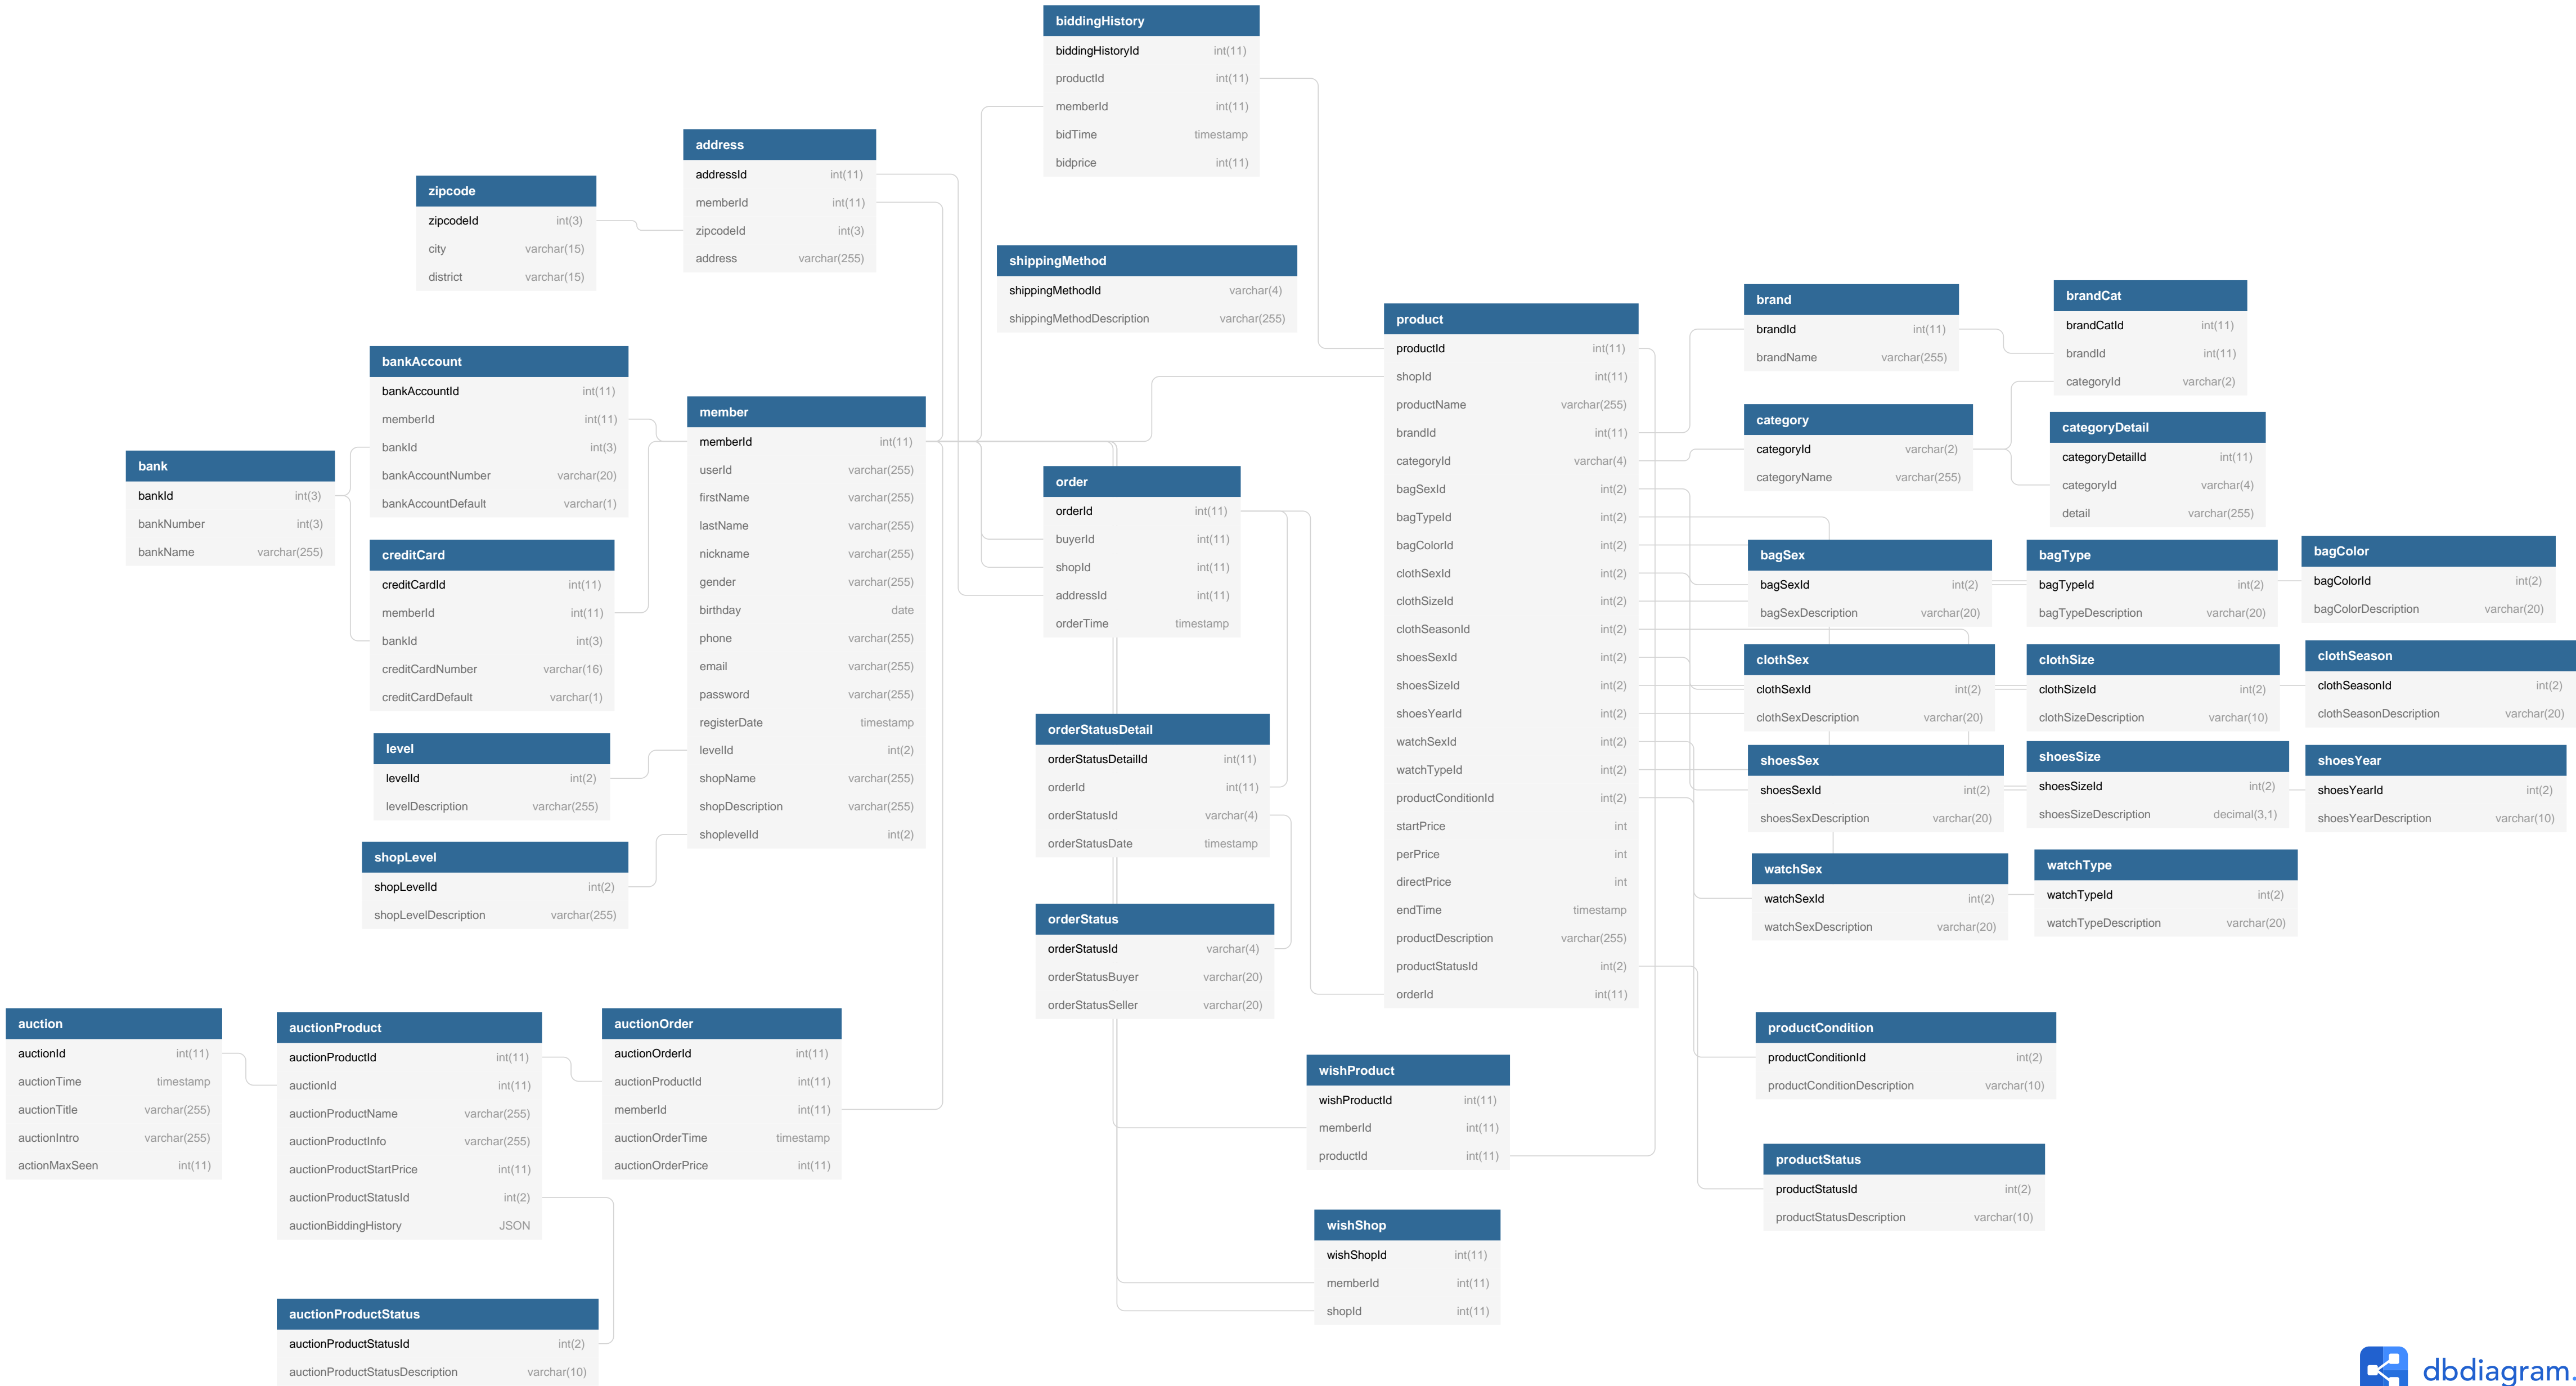 biddingHistory
biddingHistoryId int(11)
productId int(11)
memberId int(11)
bidTime timestamp
bidprice int(11)
address
addressId int(11)
memberId int(11)
zipcodeId int(3)
address varchar(255)
zipcode
zipcodeId int(3)
city varchar(15)
district varchar(15)
shippingMethod
shippingMethodId varchar(4)
shippingMethodDescription varchar(255)
bankAccount
bankAccountId int(11)
memberId int(11)
bankId int(3)
bankAccountNumber varchar(20)
bankAccountDefault varchar(1)
bank
bankId int(3)
bankNumber int(3)
bankName varchar(255)
creditCard
creditCardId int(11)
memberId int(11)
bankId int(3)
creditCardNumber varchar(16)
creditCardDefault varchar(1)
level
levelId int(2)
levelDescription varchar(255)
shopLevel
shopLevelId int(2)
shopLevelDescription varchar(255)
member
memberId int(11)
userId varchar(255)
firstName varchar(255)
lastName varchar(255)
nickname varchar(255)
gender varchar(255)
birthday date
phone varchar(255)
email varchar(255)
password varchar(255)
registerDate timestamp
levelId int(2)
shopName varchar(255)
shopDescription varchar(255)
shoplevelId int(2)
order
orderId int(11)
buyerId int(11)
shopId int(11)
addressId int(11)
orderTime timestamp
orderStatusDetail
orderStatusDetailId int(11)
orderId int(11)
orderStatusId varchar(4)
orderStatusDate timestamp
orderStatus
orderStatusId varchar(4)
orderStatusBuyer varchar(20)
orderStatusSeller varchar(20)
product
productId int(11)
shopId int(11)
productName varchar(255)
brandId int(11)
categoryId varchar(4)
bagSexId int(2)
bagTypeId int(2)
bagColorId int(2)
clothSexId int(2)
clothSizeId int(2)
clothSeasonId int(2)
shoesSexId int(2)
shoesSizeId int(2)
shoesYearId int(2)
watchSexId int(2)
watchTypeId int(2)
productConditionId int(2)
startPrice int
perPrice int
directPrice int
endTime timestamp
productDescription varchar(255)
productStatusId int(2)
orderId int(11)
brand
brandId int(11)
brandName varchar(255)
brandCat
brandCatId int(11)
brandId int(11)
categoryId varchar(2)
category
categoryId varchar(2)
categoryName varchar(255)
categoryDetail
categoryDetailId int(11)
categoryId varchar(4)
detail varchar(255)
bagSex
bagSexId int(2)
bagSexDescription varchar(20)
bagType
bagTypeId int(2)
bagTypeDescription varchar(20)
bagColor
bagColorId int(2)
bagColorDescription varchar(20)
clothSex
clothSexId int(2)
clothSexDescription varchar(20)
clothSize
clothSizeId int(2)
clothSizeDescription varchar(10)
clothSeason
clothSeasonId int(2)
clothSeasonDescription varchar(20)
shoesSex
shoesSexId int(2)
shoesSexDescription varchar(20)
shoesSize
shoesSizeId int(2)
shoesSizeDescription decimal(3,1)
shoesYear
shoesYearId int(2)
shoesYearDescription varchar(10)
watchSex
watchSexId int(2)
watchSexDescription varchar(20)
watchType
watchTypeId int(2)
watchTypeDescription varchar(20)
productCondition
productConditionId int(2)
productConditionDescription varchar(10)
productStatus
productStatusId int(2)
productStatusDescription varchar(10)
auction
auctionId int(11)
auctionTime timestamp
auctionTitle varchar(255)
auctionIntro varchar(255)
actionMaxSeen int(11)
auctionProduct
auctionProductId int(11)
auctionId int(11)
auctionProductName varchar(255)
auctionProductInfo varchar(255)
auctionProductStartPrice int(11)
auctionProductStatusId int(2)
auctionBiddingHistory JSON
auctionOrder
auctionOrderId int(11)
auctionProductId int(11)
memberId int(11)
auctionOrderTime timestamp
auctionOrderPrice int(11)
wishProduct
wishProductId int(11)
memberId int(11)
productId int(11)
wishShop
wishShopId int(11)
memberId int(11)
shopId int(11)
auctionProductStatus
auctionProductStatusId int(2)
auctionProductStatusDescription varchar(10)
dbdiagram.